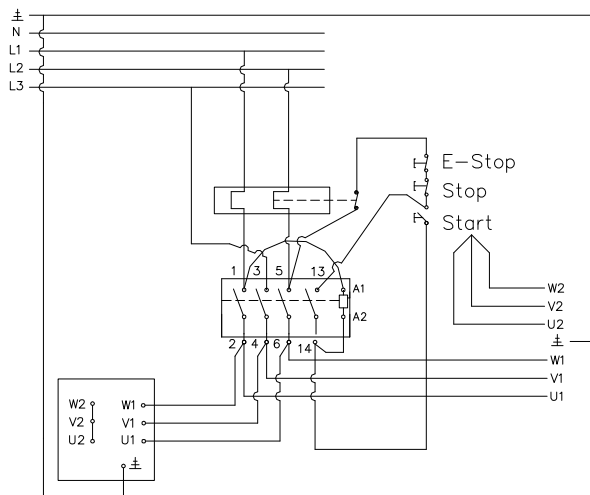 N
L1
L2
L3
E-Stop
Stop
Start
1 3 5 13
A1
A2
2 4 6 14
W2
V2
U2
W1
V1
U1
W2 W1
V2 V1
U2 U1